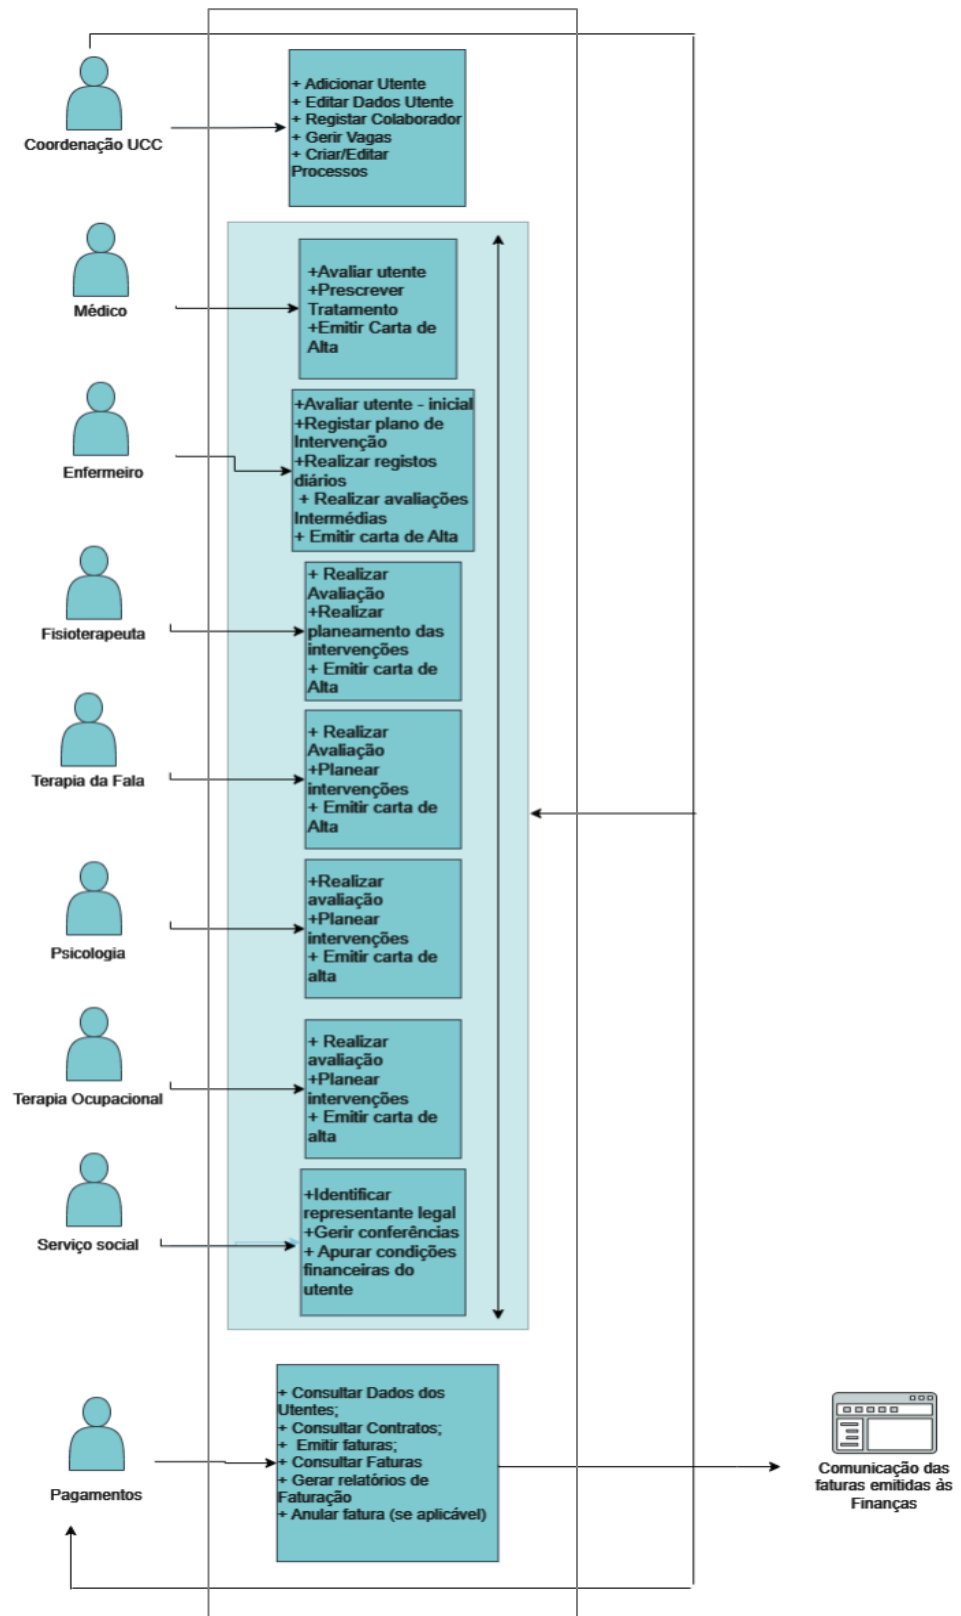 + Adicionar Utente
+ Editar Dados Utente
+ Registar Colaborador
+ Gerir Vagas
+ Criar/Editar
Processos
Coordenação UCC
+Avaliar utente
+Prescrever
Tratamento
+Emitir Carta de
Alta
Médico
+Avaliar utente - inicial
+Registar plano de
Intervenção
+Realizar registos
diários
+ Realizar avaliações
Intermédias
+ Emitir carta de Alta
Enfermeiro
+ Realizar
Avaliação
+Realizar
planeamento das
intervenções
+ Emitir carta de
Alta
Fisioterapeuta
+ Realizar
Avaliação
+Planear
intervenções
+ Emitir carta de
Alta
Terapia da Fala
+Realizar
avaliação
+Planear
intervenções
+ Emitir carta de
alta
Psicologia
+ Realizar
avaliação
+Planear
intervenções
+ Emitir carta de
alta
Terapia Ocupacional
+Identificar
representante legal
+Gerir conferências
+ Apurar condições
financeiras do
utente
Serviço social
+ Consultar Dados dos
Utentes;
+ Consultar Contratos;
+ Emitir faturas;
+ Consultar Faturas
+ Gerar relatórios de
Faturação
+ Anular fatura (se aplicável)
Pagamentos
Comunicação das
faturas emitidas às
Finanças